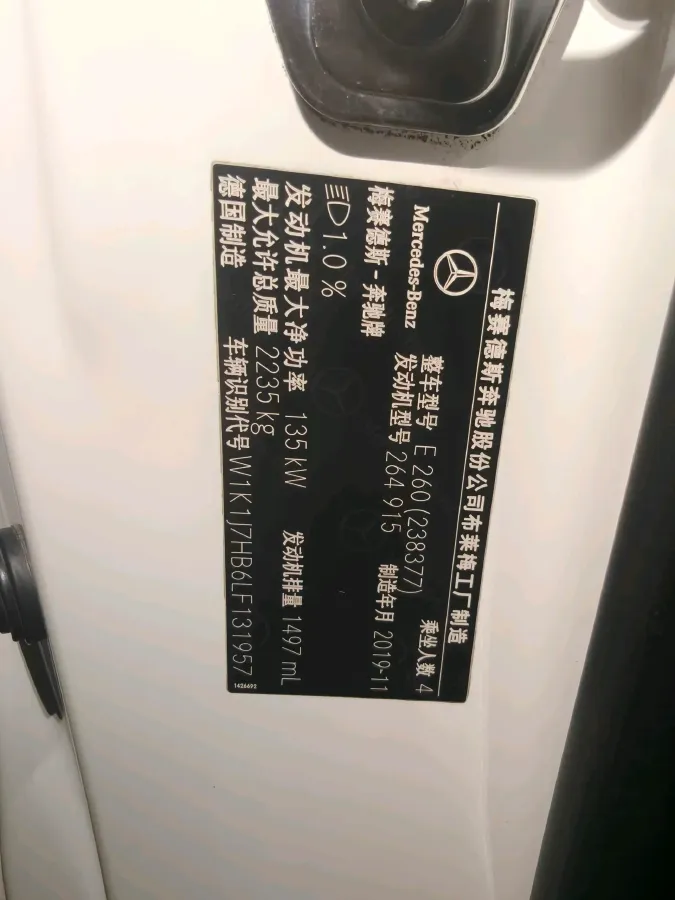 梅赛德斯奔驰股份公司布莱梅工厂制造
Mercedes-Benz
整车型号 E 260 (238377) 乘坐人数 4
梅赛德斯-奔驰牌 发动机型号 264 915 制造年月 2019-11
1.0 %
发动机最大净功率 135 kW 发动机排量 1497 mL
最大允许总质量 2235 kg
德国制造 车辆识别代号 W1K1J7HB6LF131957
1426692